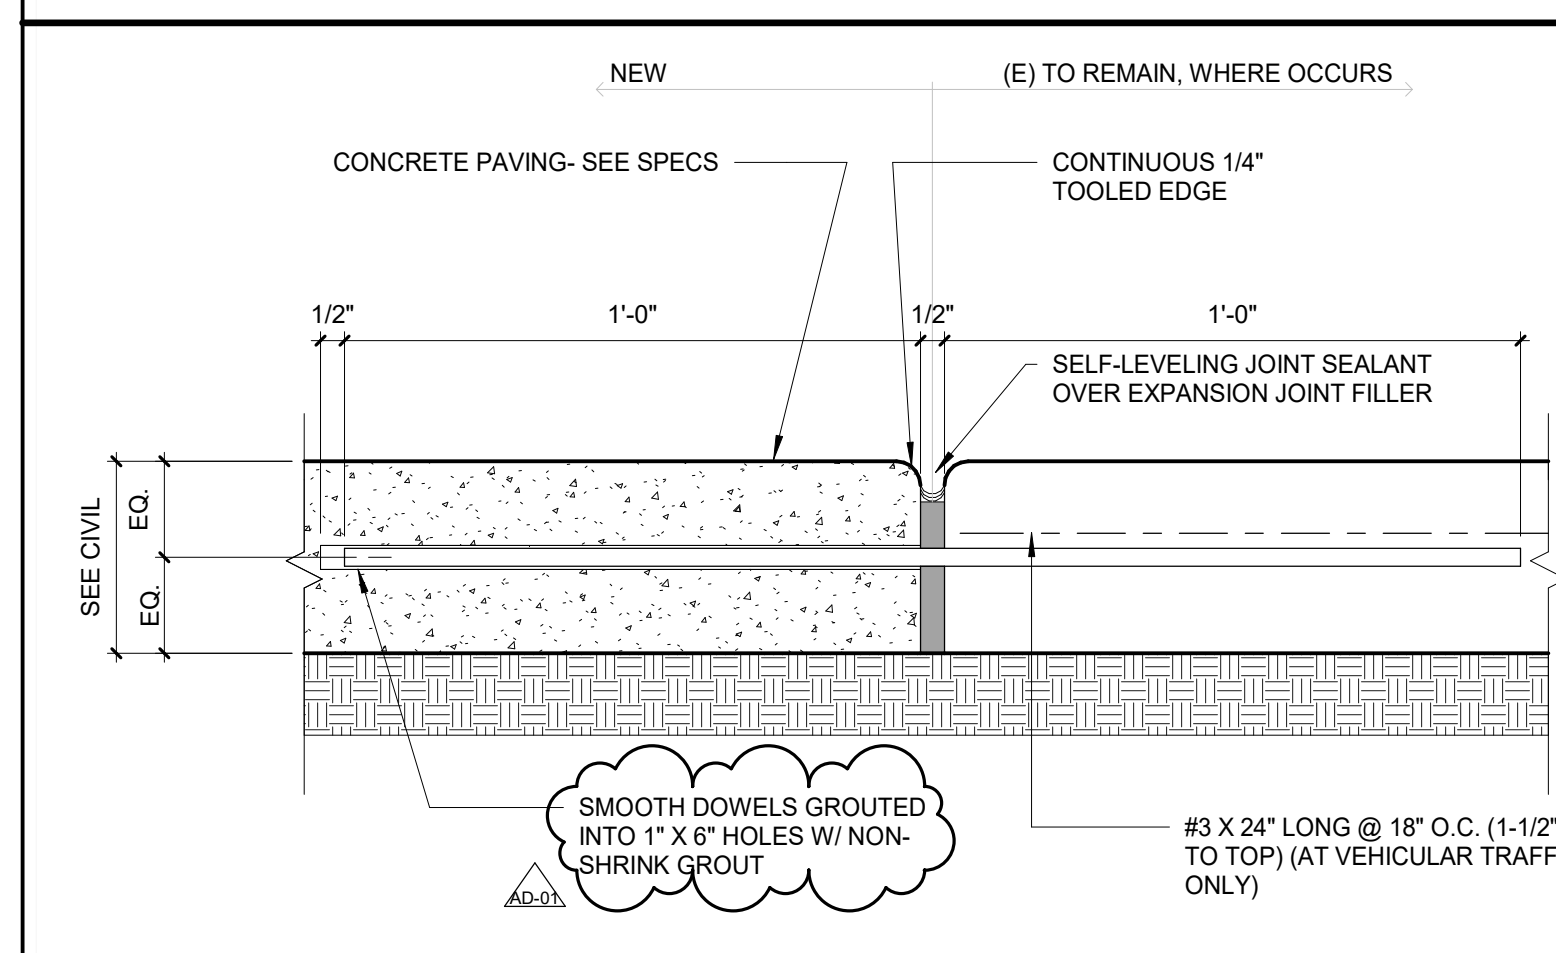 NEW
(E) TO REMAIN, WHERE OCCURS
CONCRETE PAVING- SEE SPECS
CONTINUOUS 1/4"
TOOLED EDGE
1/2"
1'-0"
1/2"
1'-0"
SELF-LEVELING JOINT SEALANT
OVER EXPANSION JOINT FILLER
SEE CIVIL
EQ.
EQ.
SMOOTH DOWELS GROUTED
INTO 1" X 6" HOLES W/ NON-
SHRINK GROUT
AD-01
#3 X 24" LONG @ 18" O.C. (1-1/2"
TO TOP) (AT VEHICULAR TRAFF
ONLY)